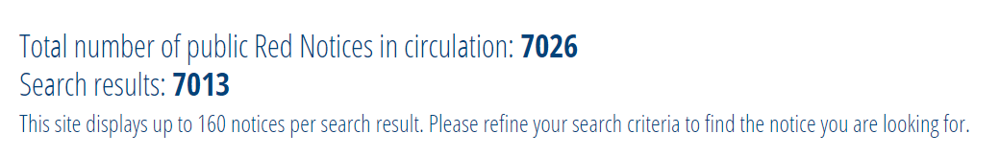 Total number of public Red Notices in circulation: 7026
Search results: 7013
This site displays up to 160 notices per search result. Please refine your search criteria to find the notice you are looking for.